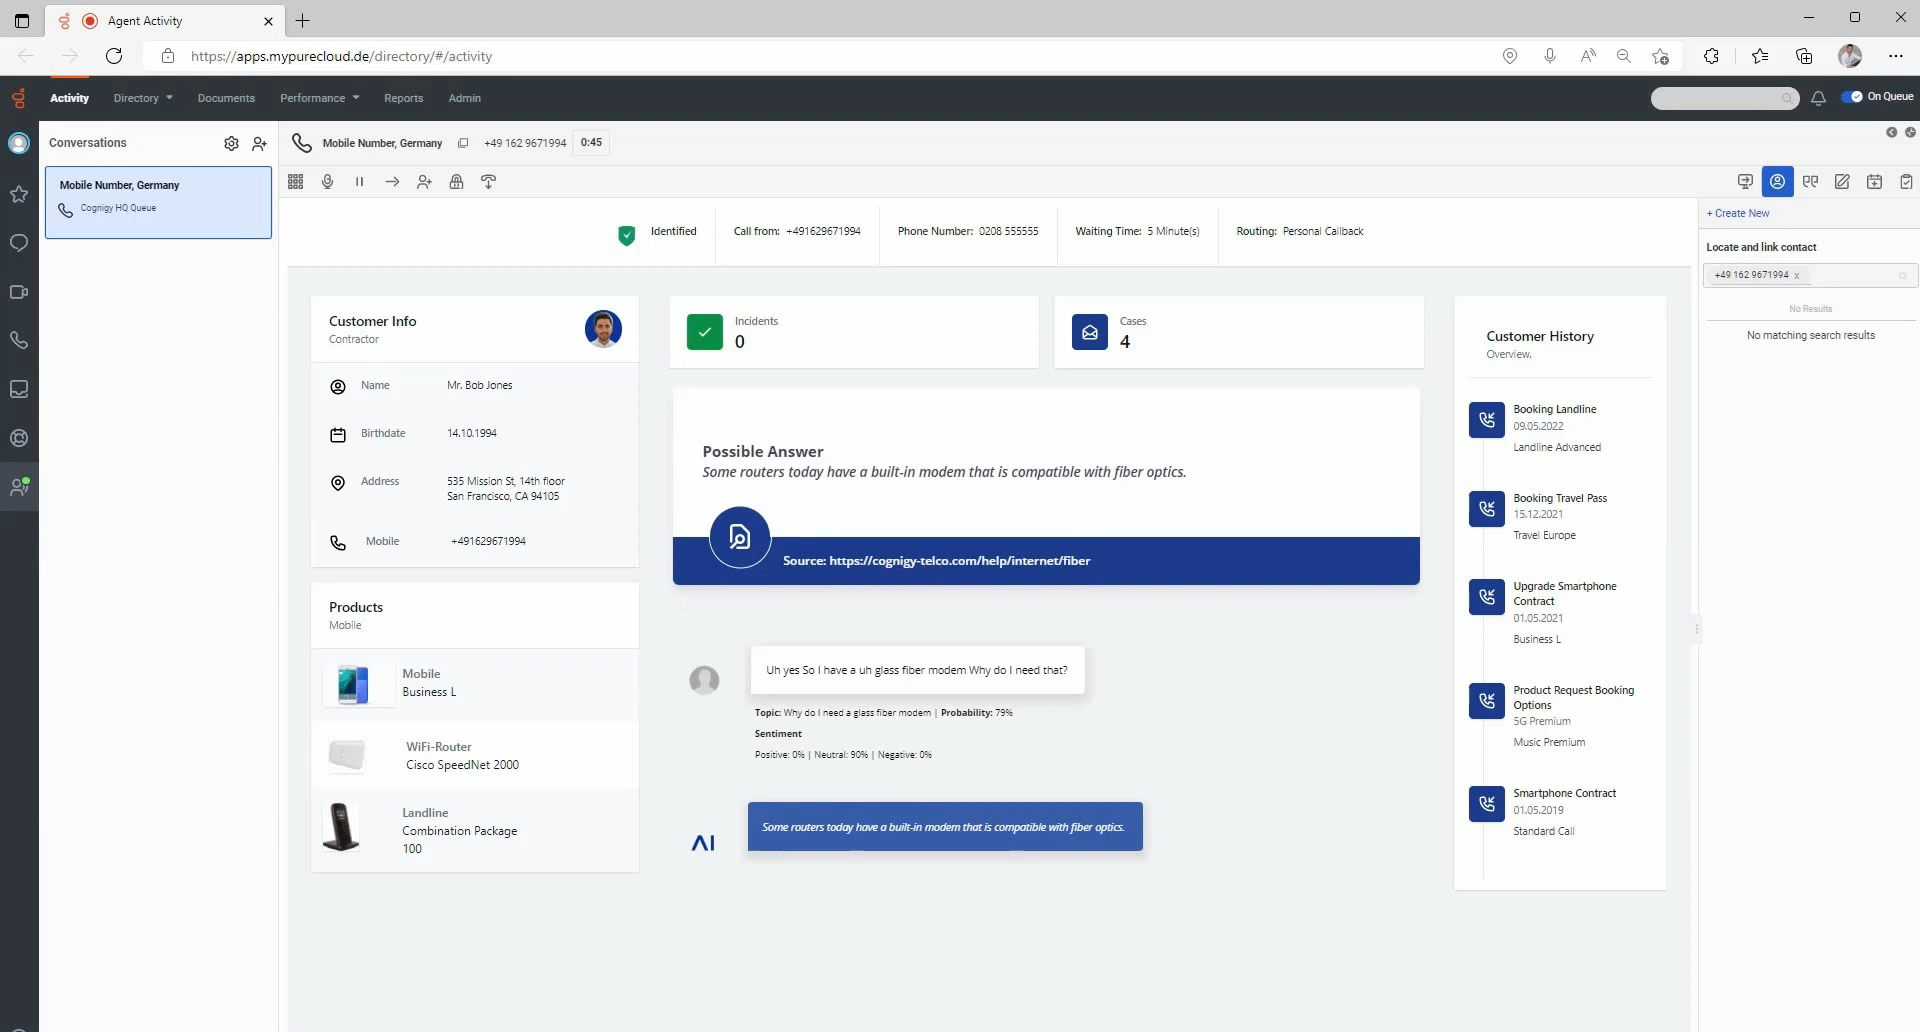 Agent Activity
https://apps.mypurecloud.de/directory/#/activity
Activity
Directory
Documents
Performance
Reports
Admin
On Queue
Conversations
Mobile Number, Germany
Cognigy HQ Queue
Mobile Number, Germany
+49 162 9671994
0:45
Identified
Call from: +491629671994
Phone Number: 0208 555555
Waiting Time: 5 Minute(s)
Routing: Personal Callback
Customer Info
Contractor
Name
Mr. Bob Jones
Birthdate
14.10.1994
Address
535 Mission St, 14th floor
San Francisco, CA 94105
Mobile
+491629671994
Products
Mobile
Mobile
Business L
WiFi-Router
Cisco SpeedNet 2000
Landline
Combination Package
100
Incidents
0
Cases
4
Possible Answer
Some routers today have a built-in modem that is compatible with fiber optics.
Source: https://cognigy-telco.com/help/internet/fiber
Uh yes So I have a uh glass fiber modem Why do I need that?
Topic: Why do I need a glass fiber modem | Probability: 79%
Sentiment
Positive: 0% | Neutral: 90% | Negative: 0%
AI
Some routers today have a built-in modem that is compatible with fiber optics.
Customer History
Overview.
Booking Landline
09.05.2022
Landline Advanced
Booking Travel Pass
15.12.2021
Travel Europe
Upgrade Smartphone
Contract
01.05.2021
Business L
Product Request Booking
Options
5G Premium
Music Premium
Smartphone Contract
01.05.2019
Standard Call
+ Create New
Locate and link contact
+49 162 9671994 x
No Results
No matching search results